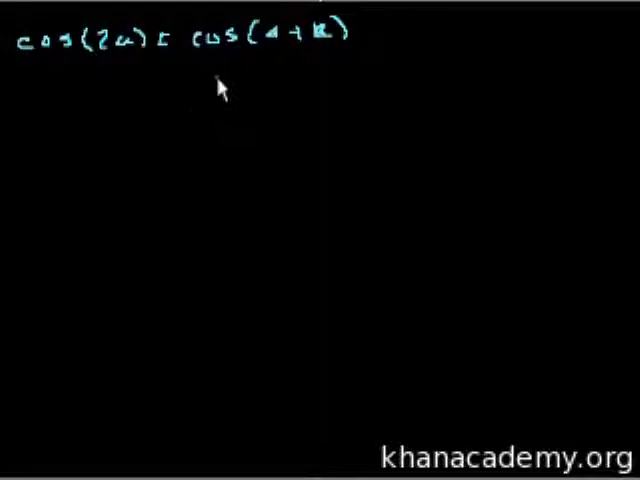 cos(2a) = cos(a + a)
khanacademy.org